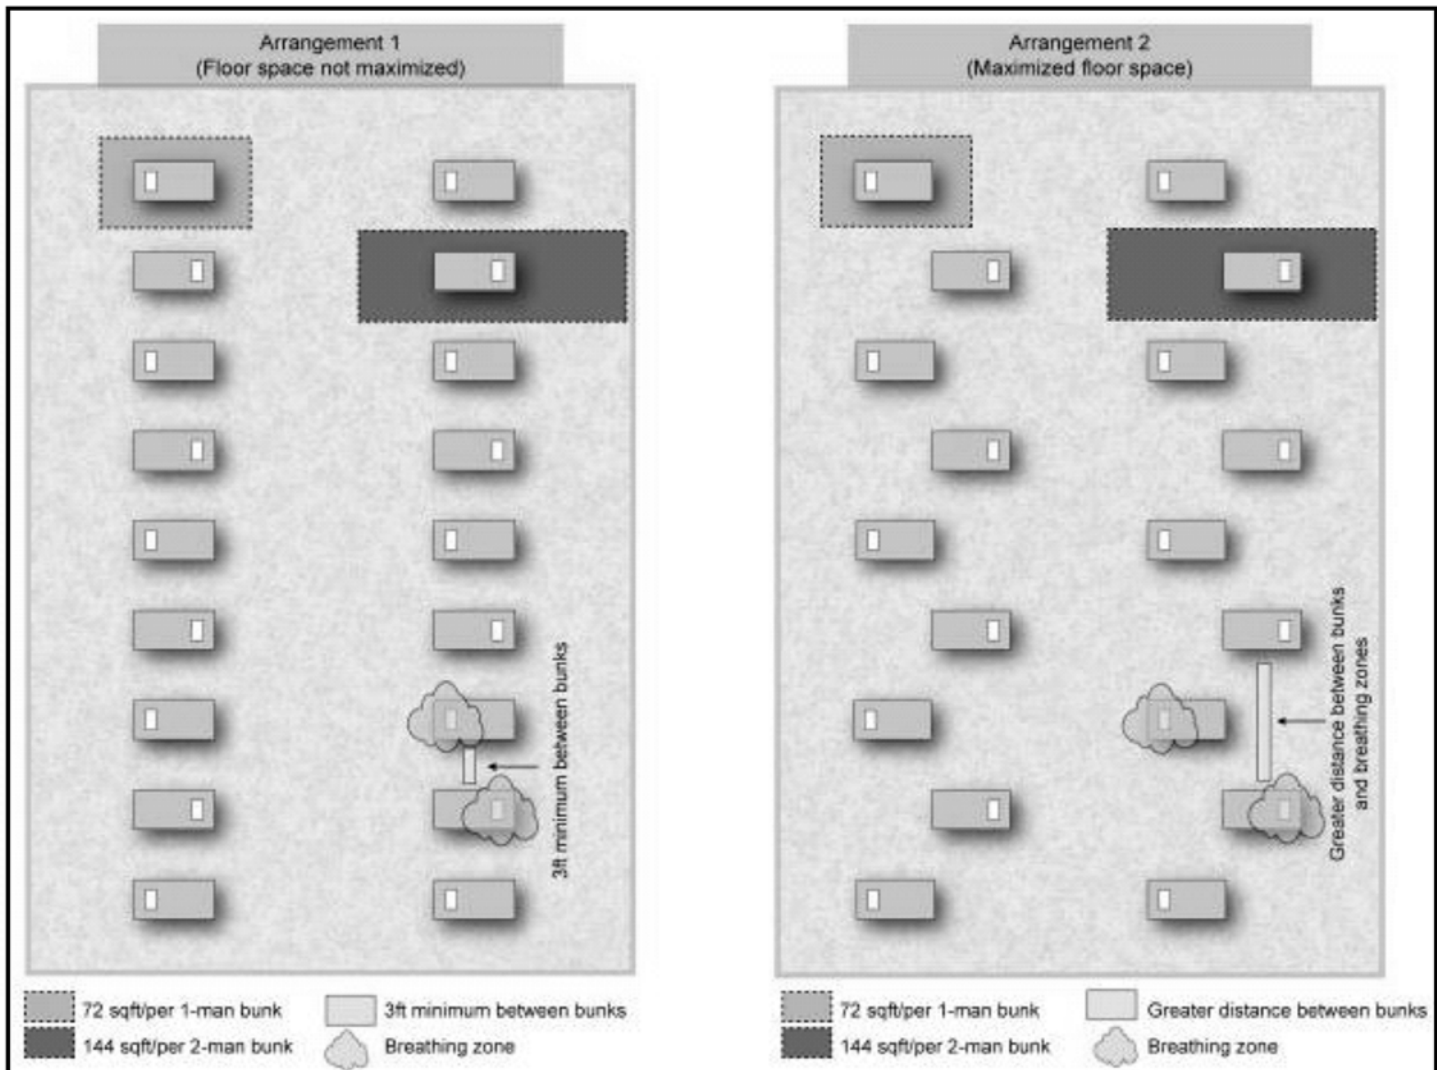 Arrangement 1
(Floor space not maximized)
Arrangement 2
(Maximized floor space)
3ft minimum between bunks
Greater distance between bunks
and breathing zones
72 sqft/per 1-man bunk
3ft minimum between bunks
144 sqft/per 2-man bunk
Breathing zone
72 sqft/per 1-man bunk
Greater distance between bunks
144 sqft/per 2-man bunk
Breathing zone